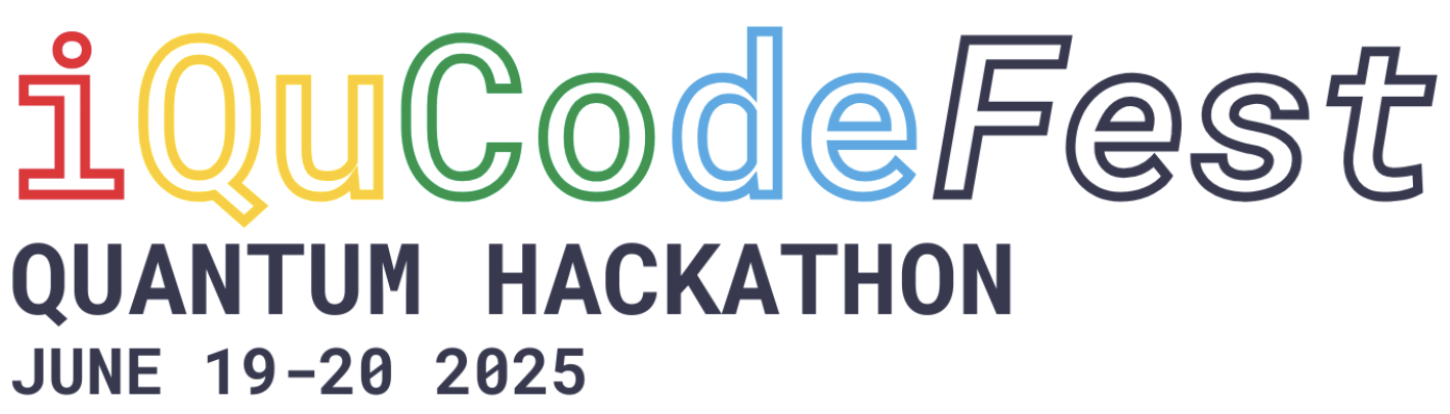 iQuCodeFest
QUANTUM HACKATHON
JUNE 19-20 2025